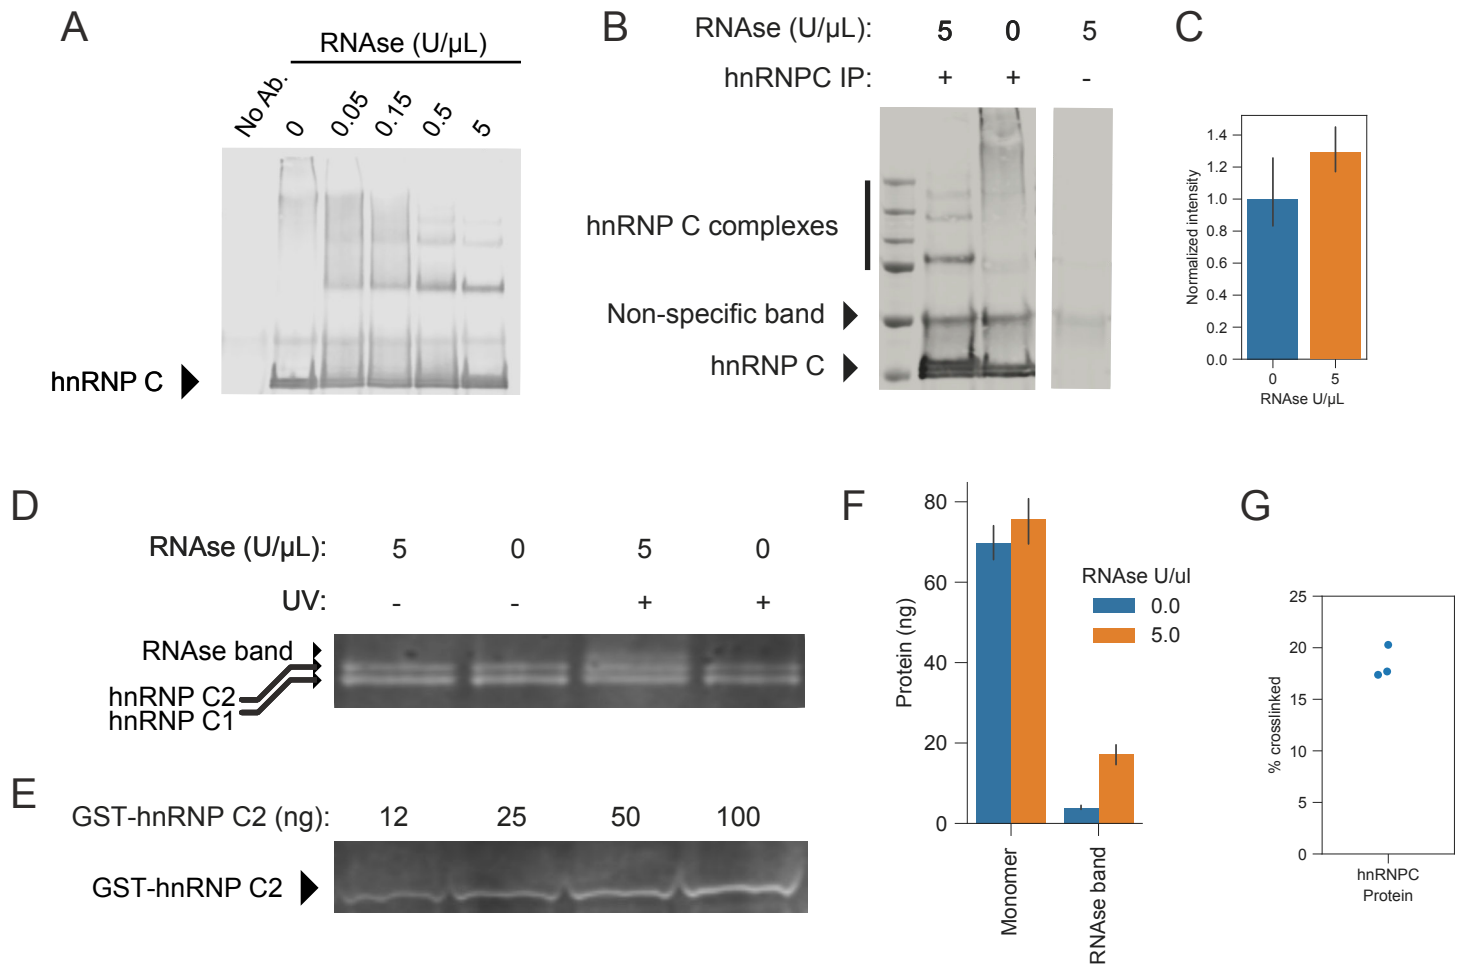 A
RNAse (U/µL)
No Ab.
0
0.05
0.15
0.5
5
hnRNP C
B
RNAse (U/µL): 5 0 5
hnRNPC IP: + + -
hnRNP C complexes
Non-specific band
hnRNP C
C
Normalized intensity
1.4
1.2
1.0
0.8
0.6
0.4
0.2
0.0
0 5
RNAse U/µL
D
RNAse (U/µL): 5 0 5 0
UV: - - + +
RNAse band
hnRNP C2
hnRNP C1
E
GST-hnRNP C2 (ng): 12 25 50 100
GST-hnRNP C2
F
Protein (ng)
80
60
40
20
0
RNAse U/ul
0.0
5.0
Monomer
RNAse band
G
% crosslinked
25
20
15
10
5
0
hnRNPC
Protein